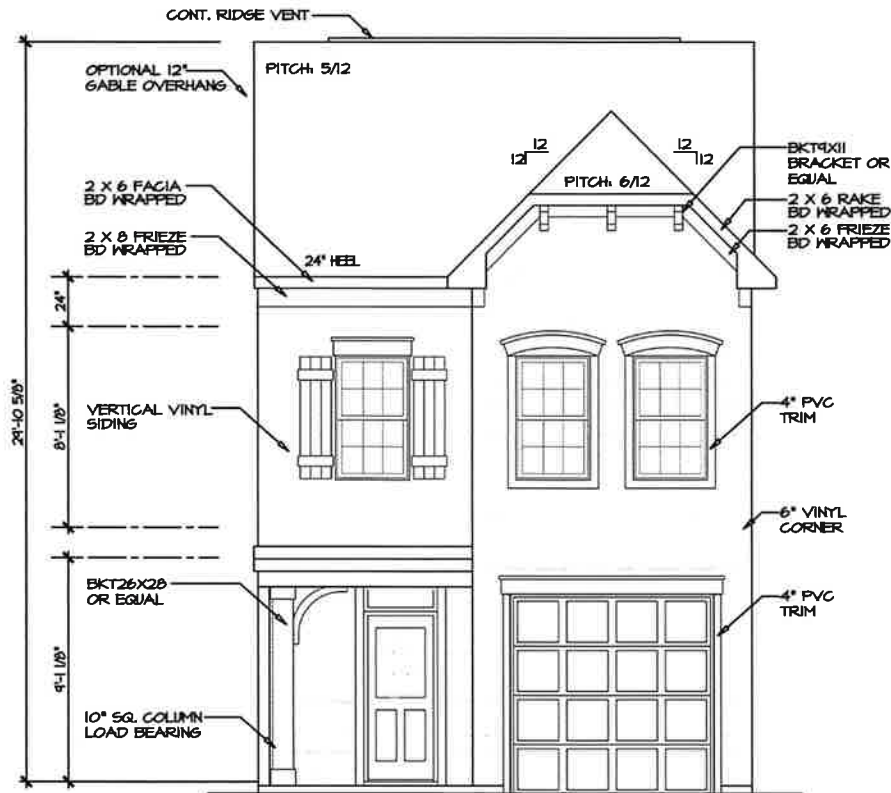 CONT. RIDGE VENT
PITCH: 5/12
OPTIONAL 12"
GABLE OVERHANG
12
12
12
12
PITCH: 6/12
BKT9X11
BRACKET OR
EQUAL
2 X 6 FACIA
BD WRAPPED
2 X 6 RAKE
BD WRAPPED
2 X 8 FRIEZE
BD WRAPPED
2 X 6 FRIEZE
BD WRAPPED
24" HEEL
24"
29'-10 5/8"
8'-1 1/8"
VERTICAL VINYL
SIDING
4" PVC
TRIM
6" VINYL
CORNER
BKT26X28
OR EQUAL
4" PVC
TRIM
9'-1 1/8"
10" SQ. COLUMN
LOAD BEARING